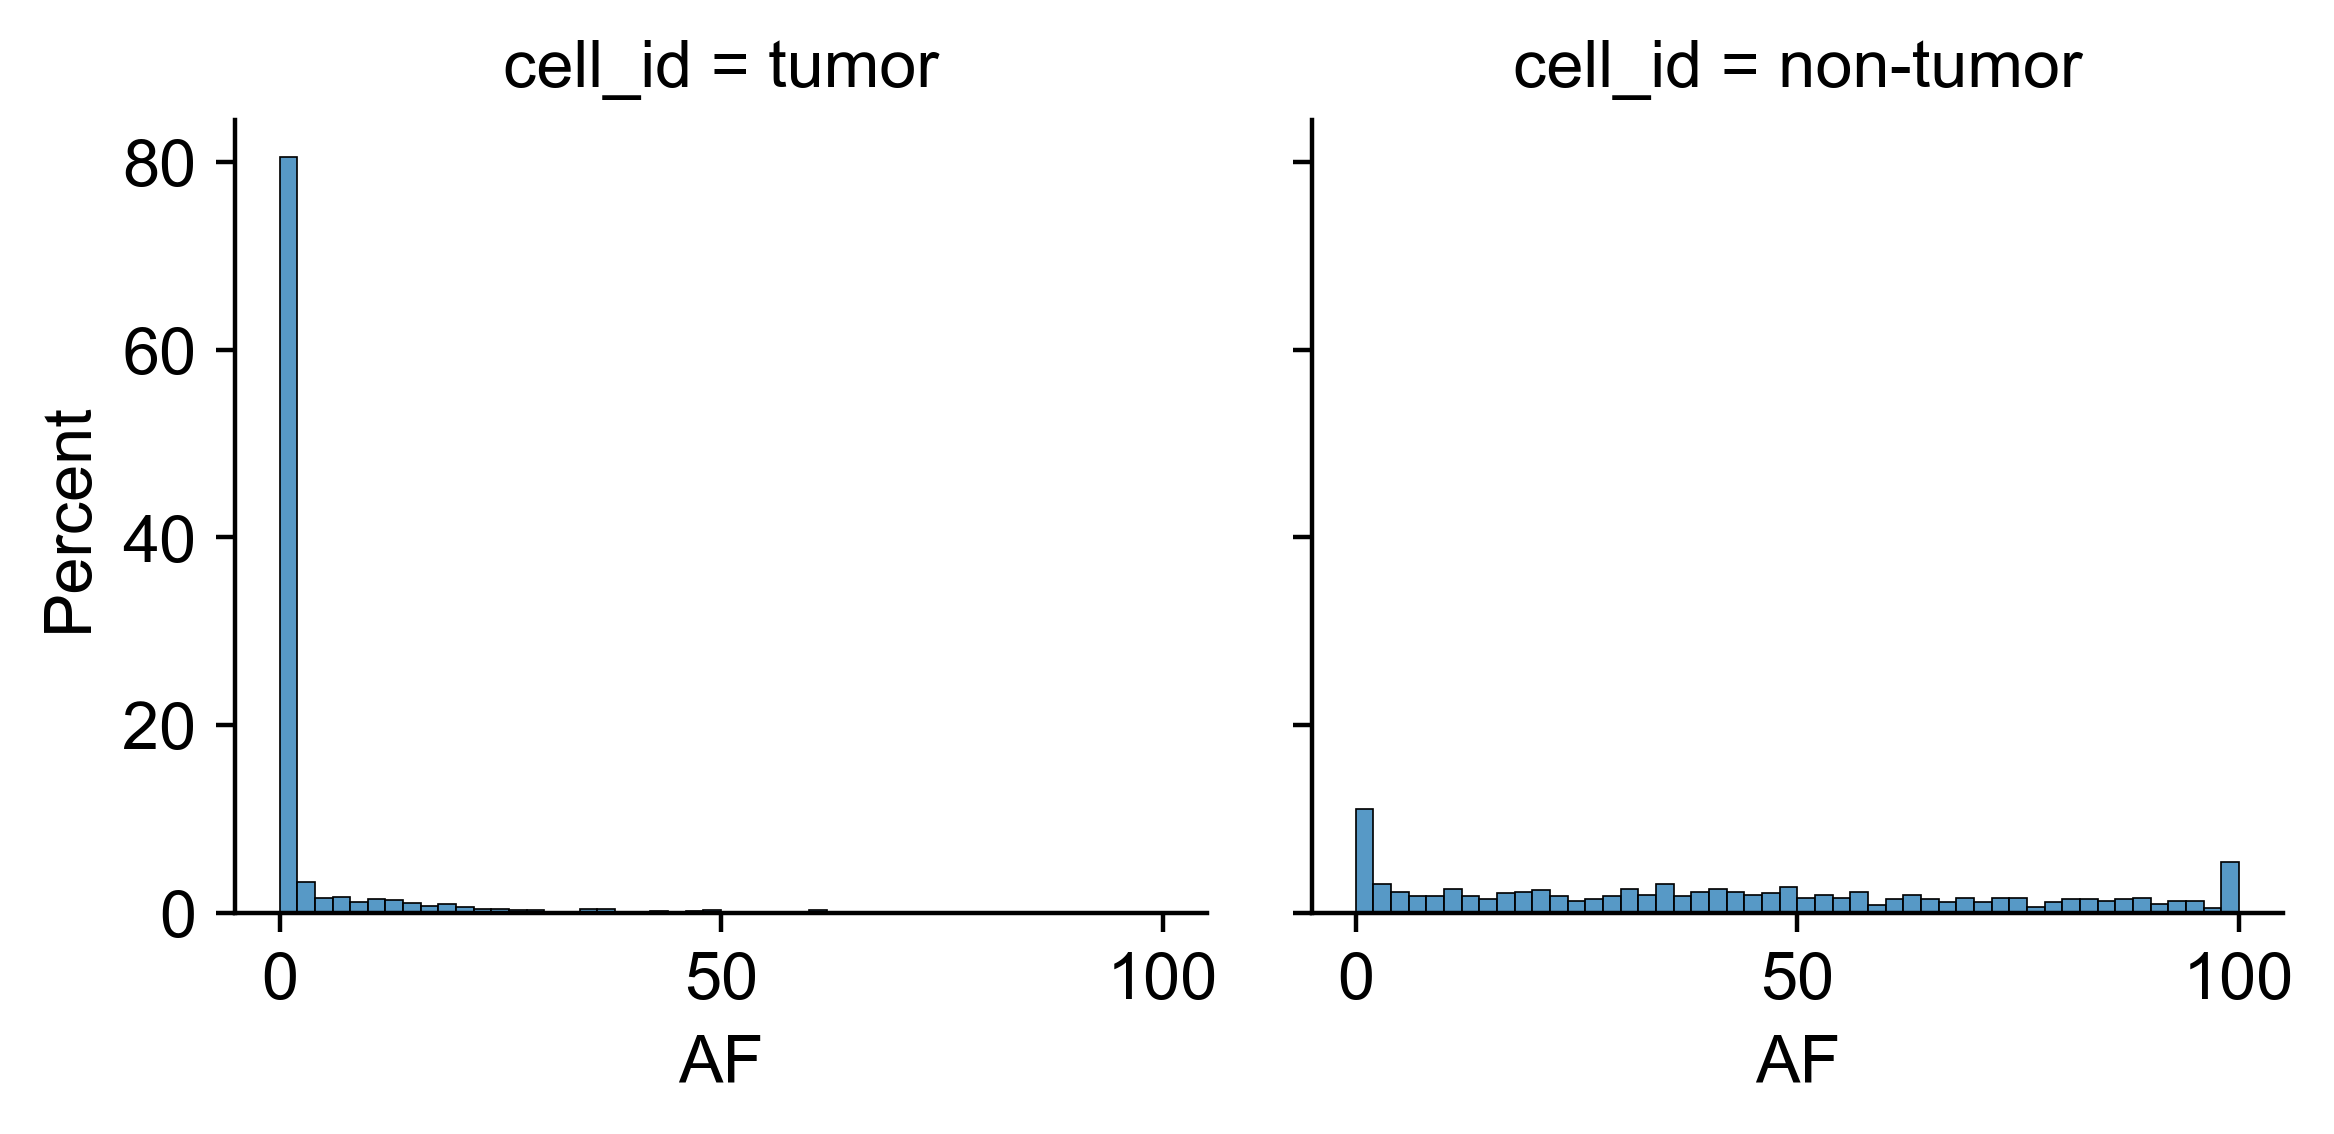 cell_id = tumor
cell_id = non-tumor
Percent
80
60
40
20
0
0 50 100
0 50 100
AF
AF